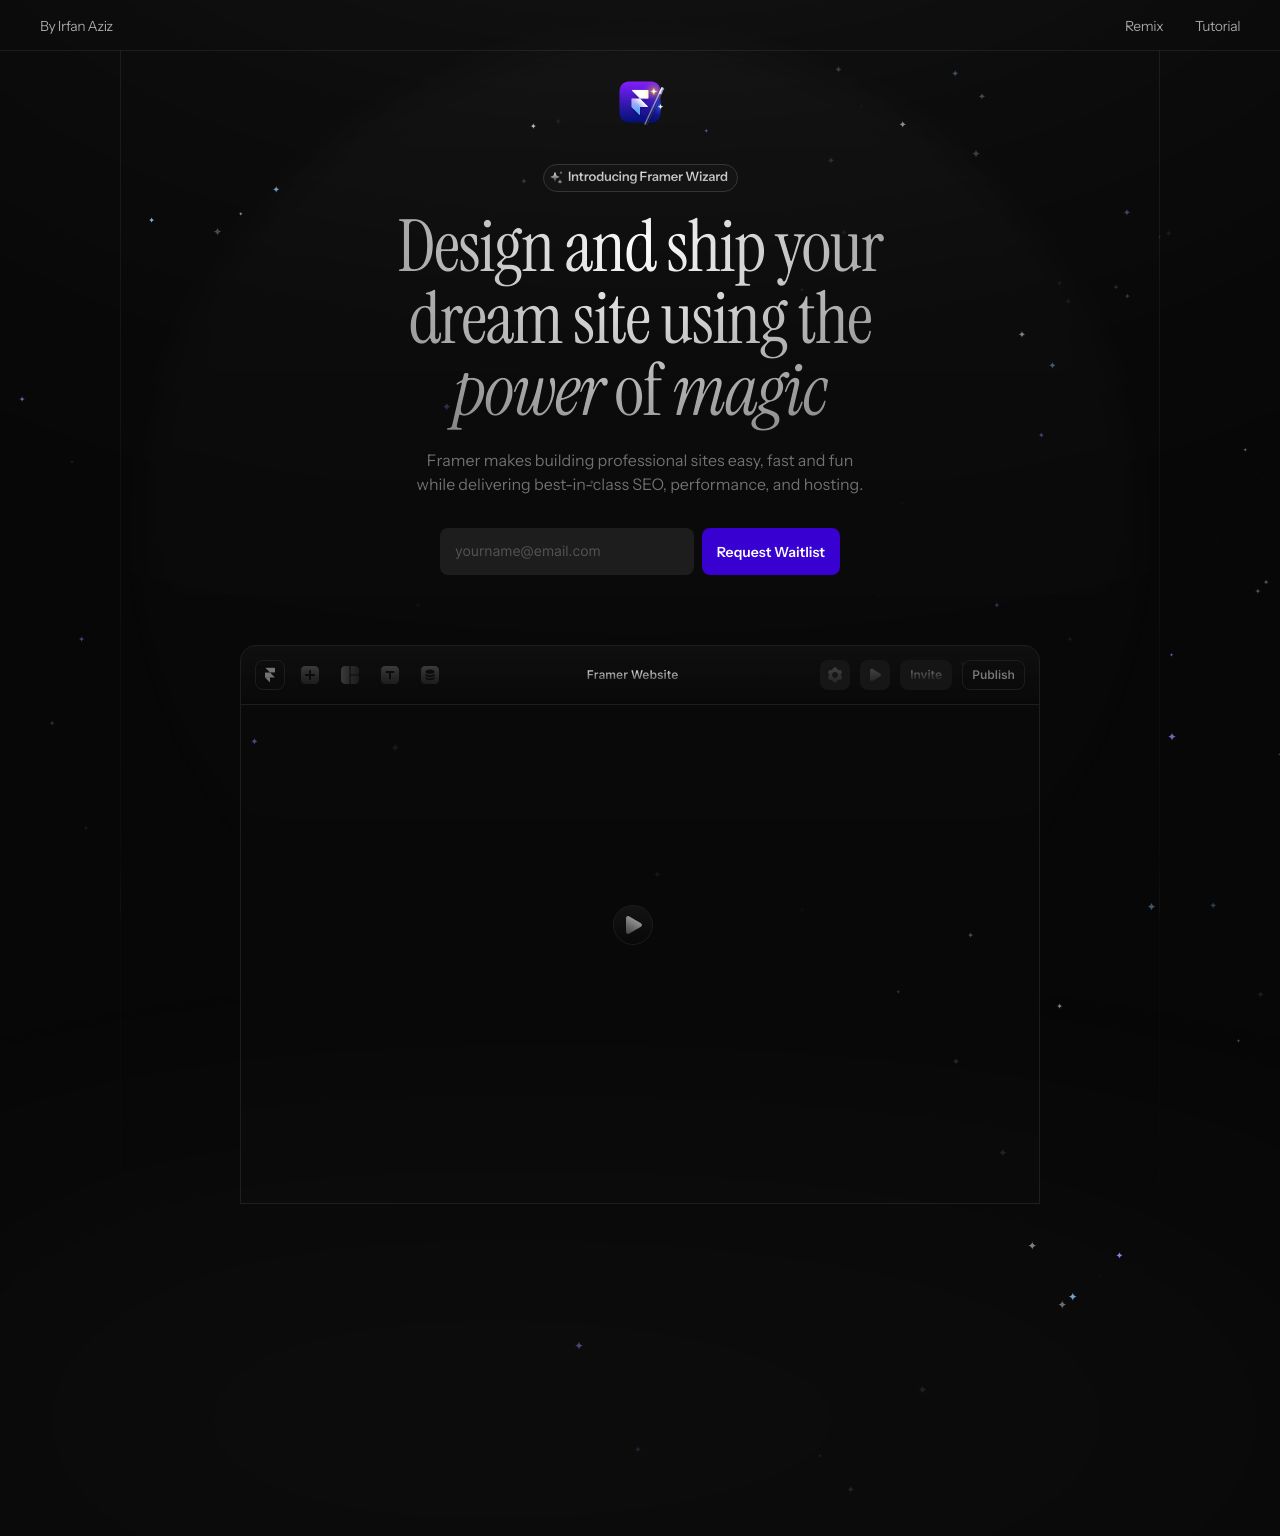 By Irfan Aziz
Remix
Tutorial
Introducing Framer Wizard
Design and ship your
dream site using the
power of magic
Framer makes building professional sites easy, fast and fun
while delivering best-in-class SEO, performance, and hosting.
yourname@email.com
Request Waitlist
Framer Website
Invite
Publish